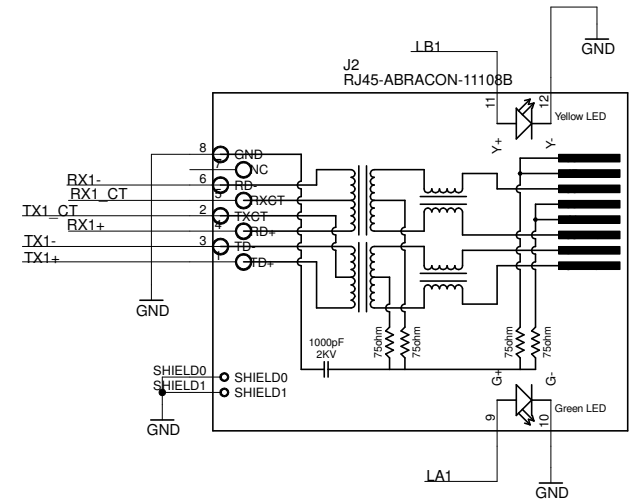 LB1
GND
J2
RJ45-ABRACON-11108B
11
12
Yellow LED
Y+
Y-
8
GND
7
NC
RX1-
6
RD-
RX1_CT
5
RXCT
TX1_CT
2
TXCT
RX1+
4
RD+
TX1-
3
TD-
TX1+
1
TD+
GND
1000pF
2KV
75ohm
75ohm
75ohm
75ohm
SHIELD0
SHIELD0
SHIELD1
SHIELD1
GND
G+
G-
9
10
Green LED
LA1
GND